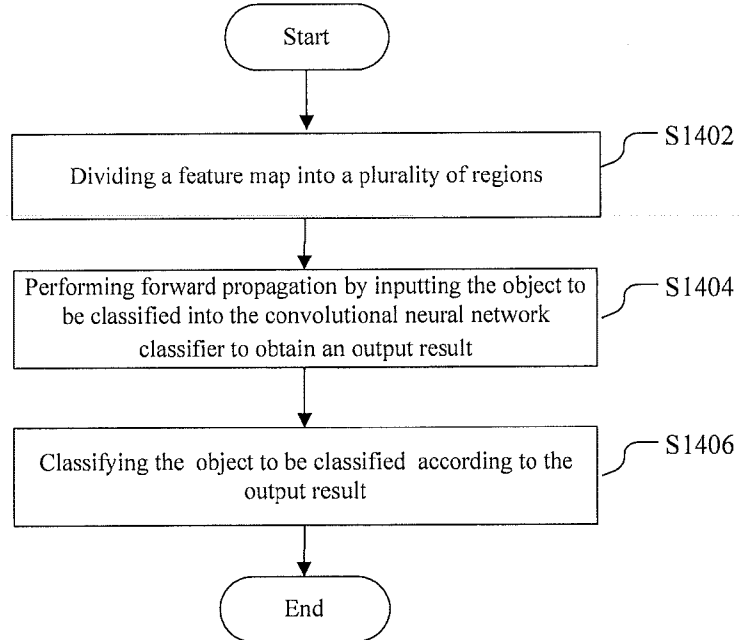 Start
Dividing a feature map into a plurality of regions
S1402
Performing forward propagation by inputting the object to
be classified into the convolutional neural network
classifier to obtain an output result
S1404
Classifying the object to be classified according to the
output result
S1406
End